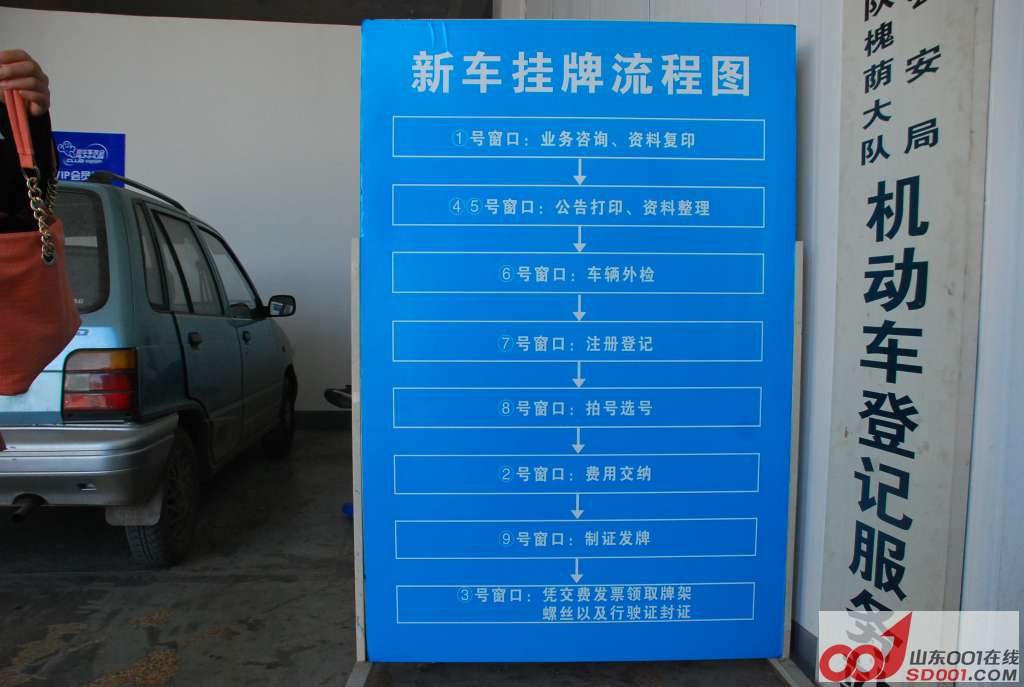 新车挂牌流程图
①号窗口：业务咨询、资料复印
④⑤号窗口：公告打印、资料整理
⑥号窗口：车辆外检
⑦号窗口：注册登记
⑧号窗口：拍号选号
②号窗口：费用交纳
⑨号窗口：制证发牌
③号窗口：凭交费发票领取牌架
螺丝以及行驶证封证
安局
队槐荫大队
机动车登记服务
VIP会员
山东001在线
SD001.com